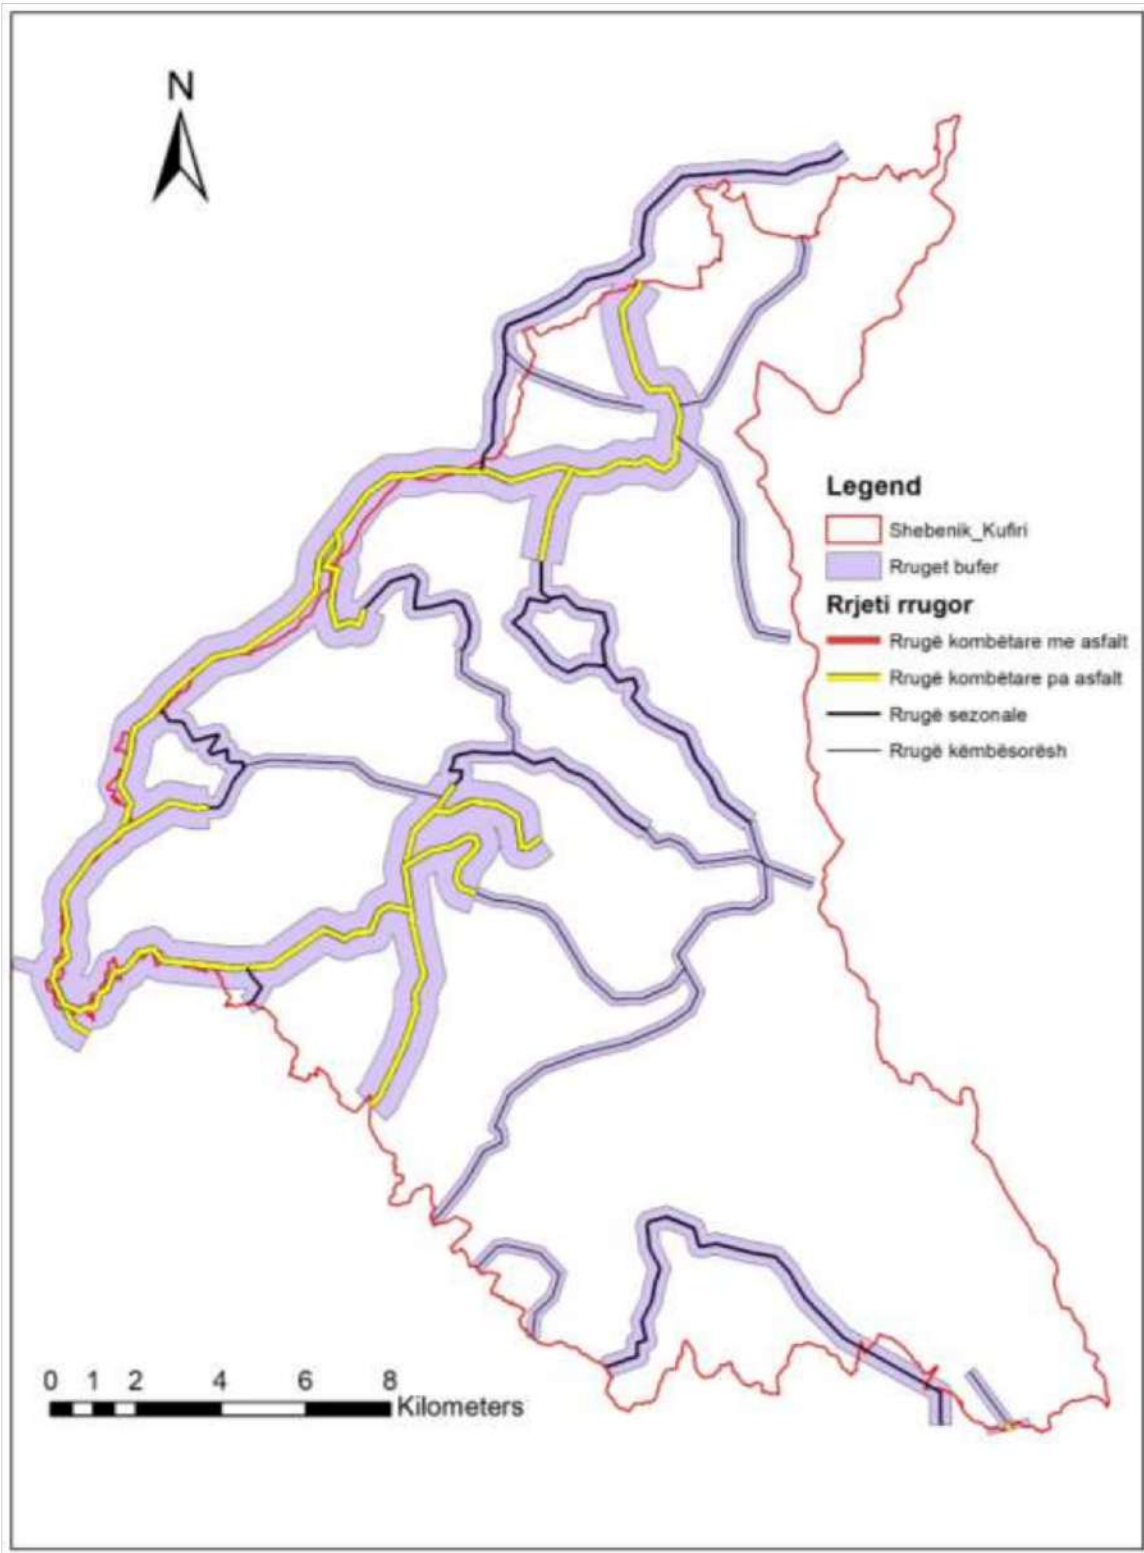 N
Legend
Shebenik_Kufiri
Rruget bufer
Rrjeti rrugor
Rrugë kombëtare me asfalt
Rrugë kombëtare pa asfalt
Rrugë sezonale
Rrugë këmbësorësh
0 1 2 4 6 8
Kilometers